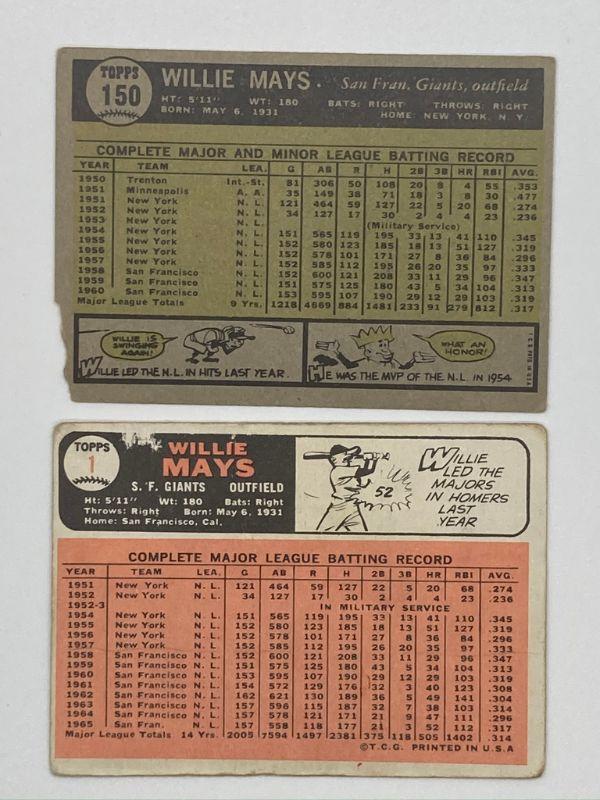 TOPPS
150
WILLIE MAYS • San Fran. Giants, outfield
HT: 5'11" WT: 180 BATS: RIGHT THROWS: RIGHT
BORN: MAY 6, 1931 HOME: NEW YORK, N. Y.
COMPLETE MAJOR AND MINOR LEAGUE BATTING RECORD
YEAR TEAM LEA. G AB R H 2B 3B HR RBI AVG.
1950 Trenton Int.-St. 81 306 50 108 20 8 4 55 .353
1951 Minneapolis A. A. 35 149 38 71 18 3 8 30 .477
1951 New York N. L. 121 464 59 127 22 5 20 68 .274
1952 New York N. L. 34 127 17 30 2 4 4 23 .236
1953 New York N. L. (Military Service)
1954 New York N. L. 151 565 119 195 33 13 41 110 .345
1955 New York N. L. 152 580 123 185 18 13 51 127 .319
1956 New York N. L. 152 578 101 171 27 8 36 84 .296
1957 New York N. L. 152 585 112 195 26 20 35 97 .333
1958 San Francisco N. L. 152 600 121 208 33 11 29 96 .347
1959 San Francisco N. L. 151 575 125 180 43 5 34 104 .313
1960 San Francisco N. L. 153 595 107 190 29 12 29 103 .319
Major League Totals 9 Yrs. 1218 4669 884 1481 233 91 279 812 .317
WILLIE IS SWINGING AGAIN!
WILLIE LED THE N.L. IN HITS LAST YEAR.
WHAT AN HONOR!
HE WAS THE MVP OF THE N.L. IN 1954
TOPPS
1
WILLIE
MAYS
S. F. GIANTS OUTFIELD
Ht: 5'11" Wt: 180 Bats: Right
Throws: Right Born: May 6, 1931
Home: San Francisco, Cal.
52
WILLIE
LED THE
MAJORS
IN HOMERS
LAST
YEAR
COMPLETE MAJOR LEAGUE BATTING RECORD
YEAR TEAM LEA. G AB R H 2B 3B HR RBI AVG.
1951 New York N. L. 121 464 59 127 22 5 20 68 .274
1952 New York N. L. 34 127 17 30 2 4 4 23 .236
1952-3 IN MILITARY SERVICE
1954 New York N. L. 151 565 119 195 33 13 41 110 .345
1955 New York N. L. 152 580 123 185 18 13 51 127 .319
1956 New York N. L. 152 578 101 171 27 8 36 84 .296
1957 New York N. L. 152 585 112 195 26 20 35 97 .333
1958 San Francisco N. L. 152 600 121 208 33 11 29 96 .347
1959 San Francisco N. L. 151 575 125 180 43 5 34 104 .313
1960 San Francisco N. L. 153 595 107 190 29 12 29 103 .319
1961 San Francisco N. L. 154 572 129 176 32 3 40 123 .308
1962 San Francisco N. L. 162 621 130 189 36 5 49 141 .304
1963 San Francisco N. L. 157 596 115 187 32 7 38 103 .314
1964 San Francisco N. L. 157 578 121 171 21 9 47 111 .296
1965 San Fran. N. L. 157 558 118 177 21 3 52 112 .317
Major League Totals 14 Yrs. 2005 7594 1497 2381 375 118 505 1402 .314
© T.C.G. PRINTED IN U.S.A